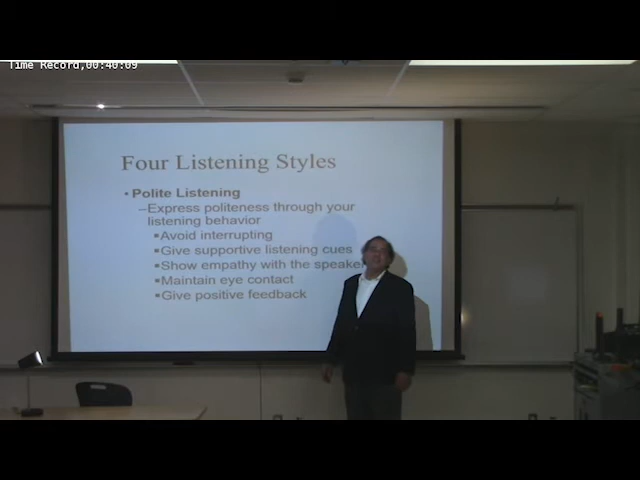 Time Record,00:40:09
Four Listening Styles
• Polite Listening
–Express politeness through your
listening behavior
▪Avoid interrupting
▪Give supportive listening cues
▪Show empathy with the speaker
▪Maintain eye contact
▪Give positive feedback